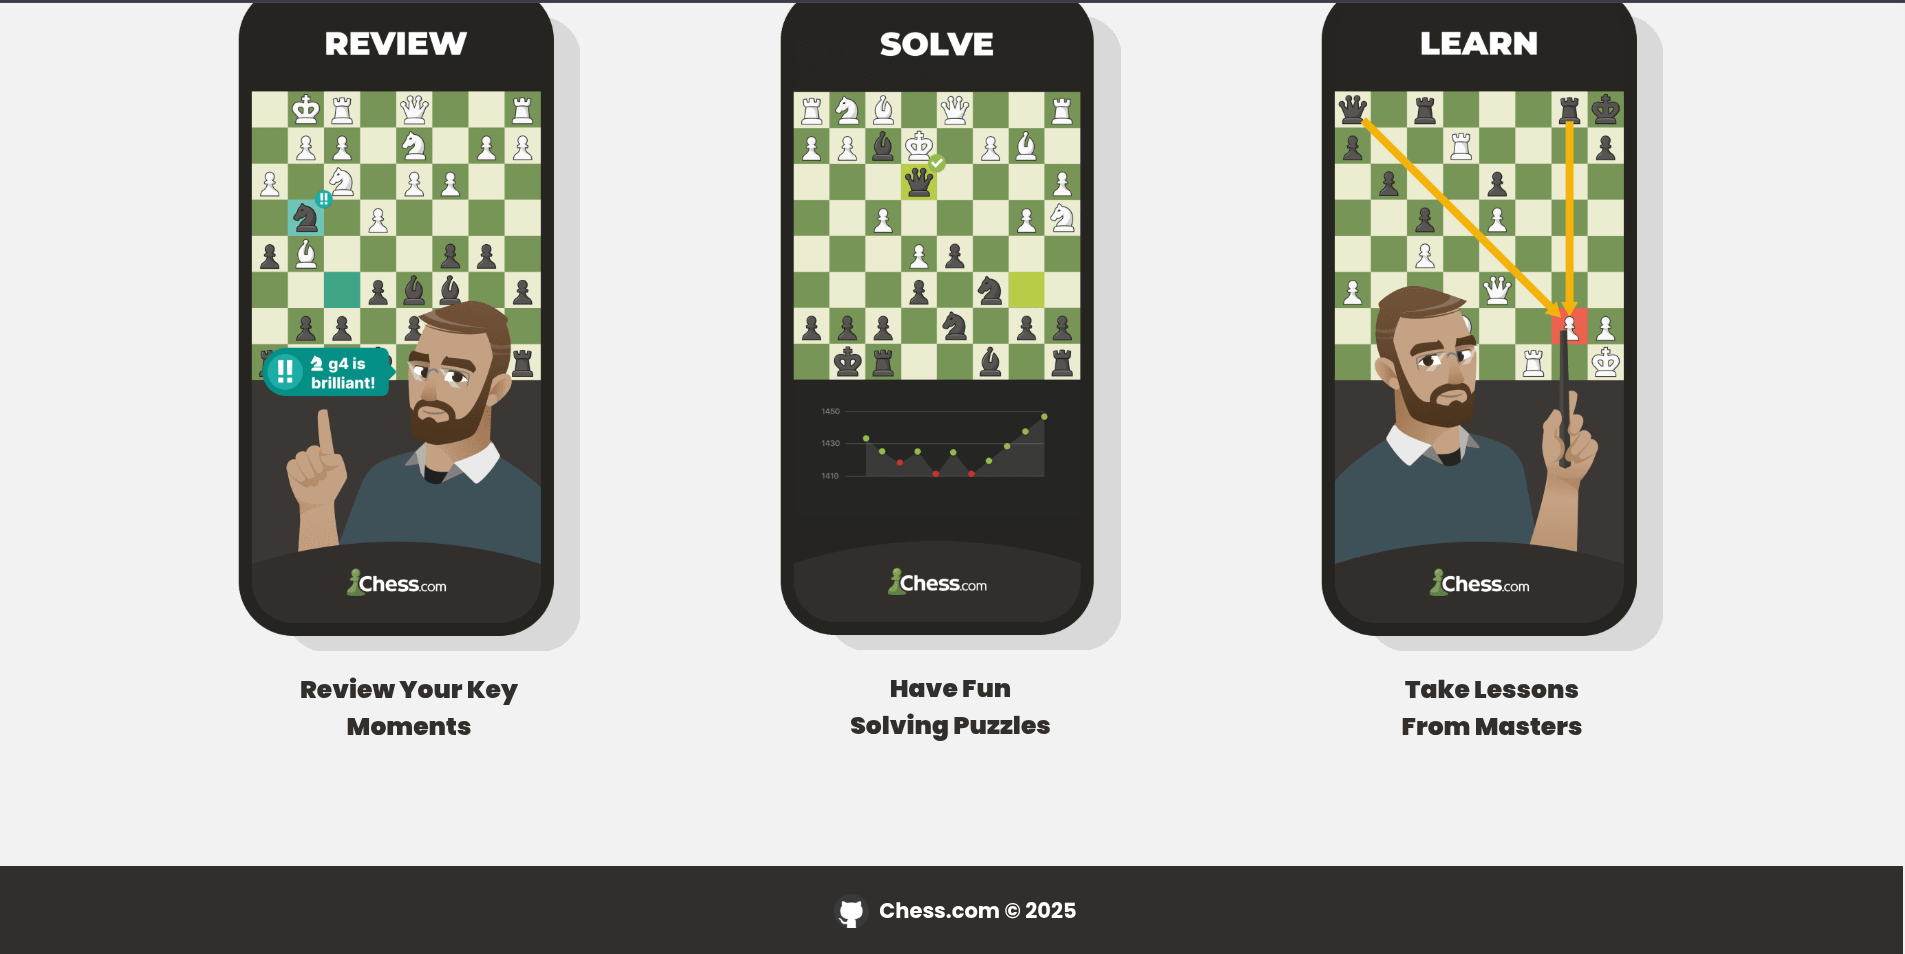 REVIEW
!!
!!
g4 is
brilliant!
Chess.com
Review Your Key
Moments
SOLVE
1450
1430
1410
Chess.com
Have Fun
Solving Puzzles
LEARN
Chess.com
Take Lessons
From Masters
Chess.com © 2025